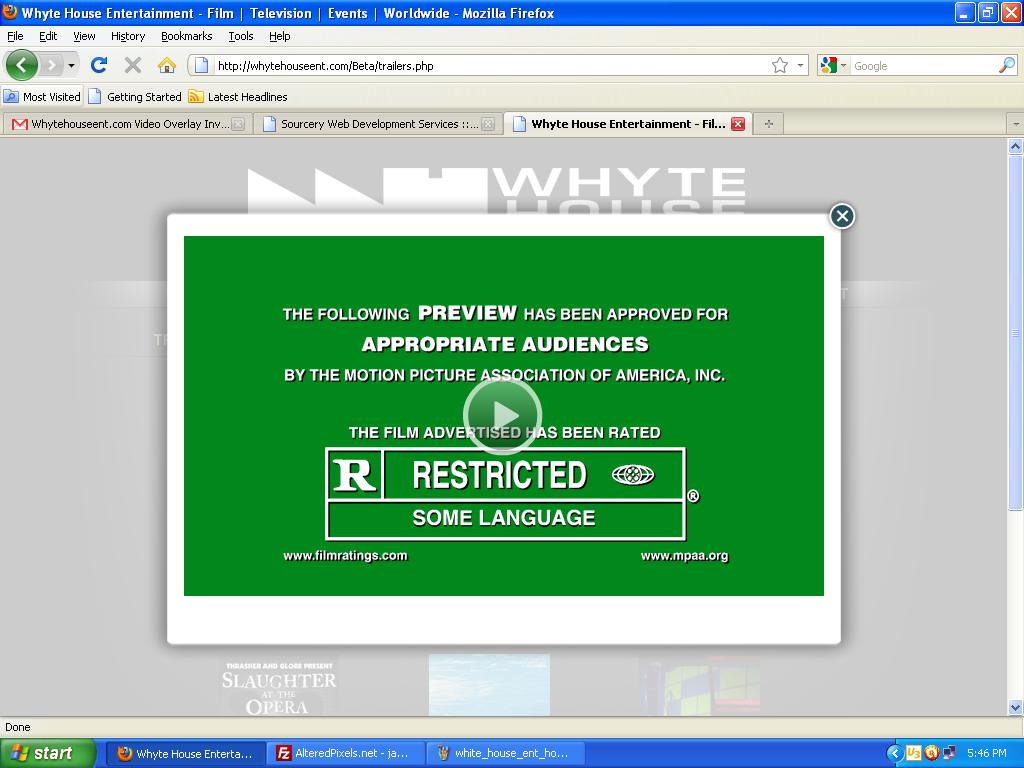 Whyte House Entertainment - Film | Television | Events | Worldwide - Mozilla Firefox
File Edit View History Bookmarks Tools Help
http://whytehouseent.com/Beta/trailers.php
Google
Most Visited Getting Started Latest Headlines
Whytehouseent.com Video Overlay Inv... Sourcery Web Development Services ::... Whyte House Entertainment - Fil...
WHYTE
HOUSE
THE FOLLOWING PREVIEW HAS BEEN APPROVED FOR
APPROPRIATE AUDIENCES
BY THE MOTION PICTURE ASSOCIATION OF AMERICA, INC.
THE FILM ADVERTISED HAS BEEN RATED
R RESTRICTED ®
SOME LANGUAGE
www.filmratings.com www.mpaa.org
THRASHER AND GLOBE PRESENT
SLAUGHTER
AT THE
OPERA
Done
start Whyte House Enterta... AlteredPixels.net - ja... white_house_ent_ho... 5:46 PM